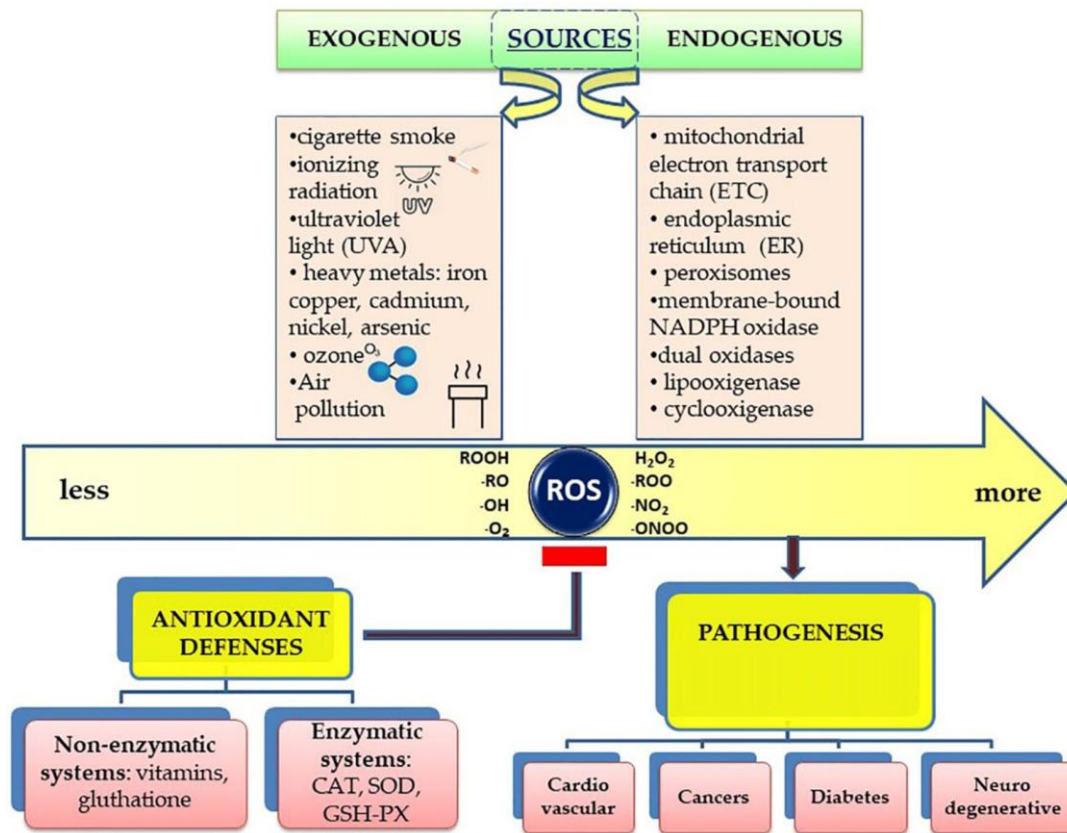 EXOGENOUS SOURCES ENDOGENOUS
•cigarette smoke
•ionizing
radiation
UV
•ultraviolet
light (UVA)
• heavy metals: iron
copper, cadmium,
nickel, arsenic
• ozone O₃
•Air
pollution
• mitochondrial
electron transport
chain (ETC)
• endoplasmic
reticulum (ER)
• peroxisomes
•membrane-bound
NADPH oxidase
•dual oxidases
• lipooxigenase
• cyclooxigenase
less
ROOH
·RO
·OH
·O₂
ROS
H₂O₂
·ROO
·NO₂
·ONOO
more
ANTIOXIDANT
DEFENSES
PATHOGENESIS
Non-enzymatic
systems: vitamins,
gluthatione
Enzymatic
systems:
CAT, SOD,
GSH-PX
Cardio
vascular
Cancers
Diabetes
Neuro
degenerative